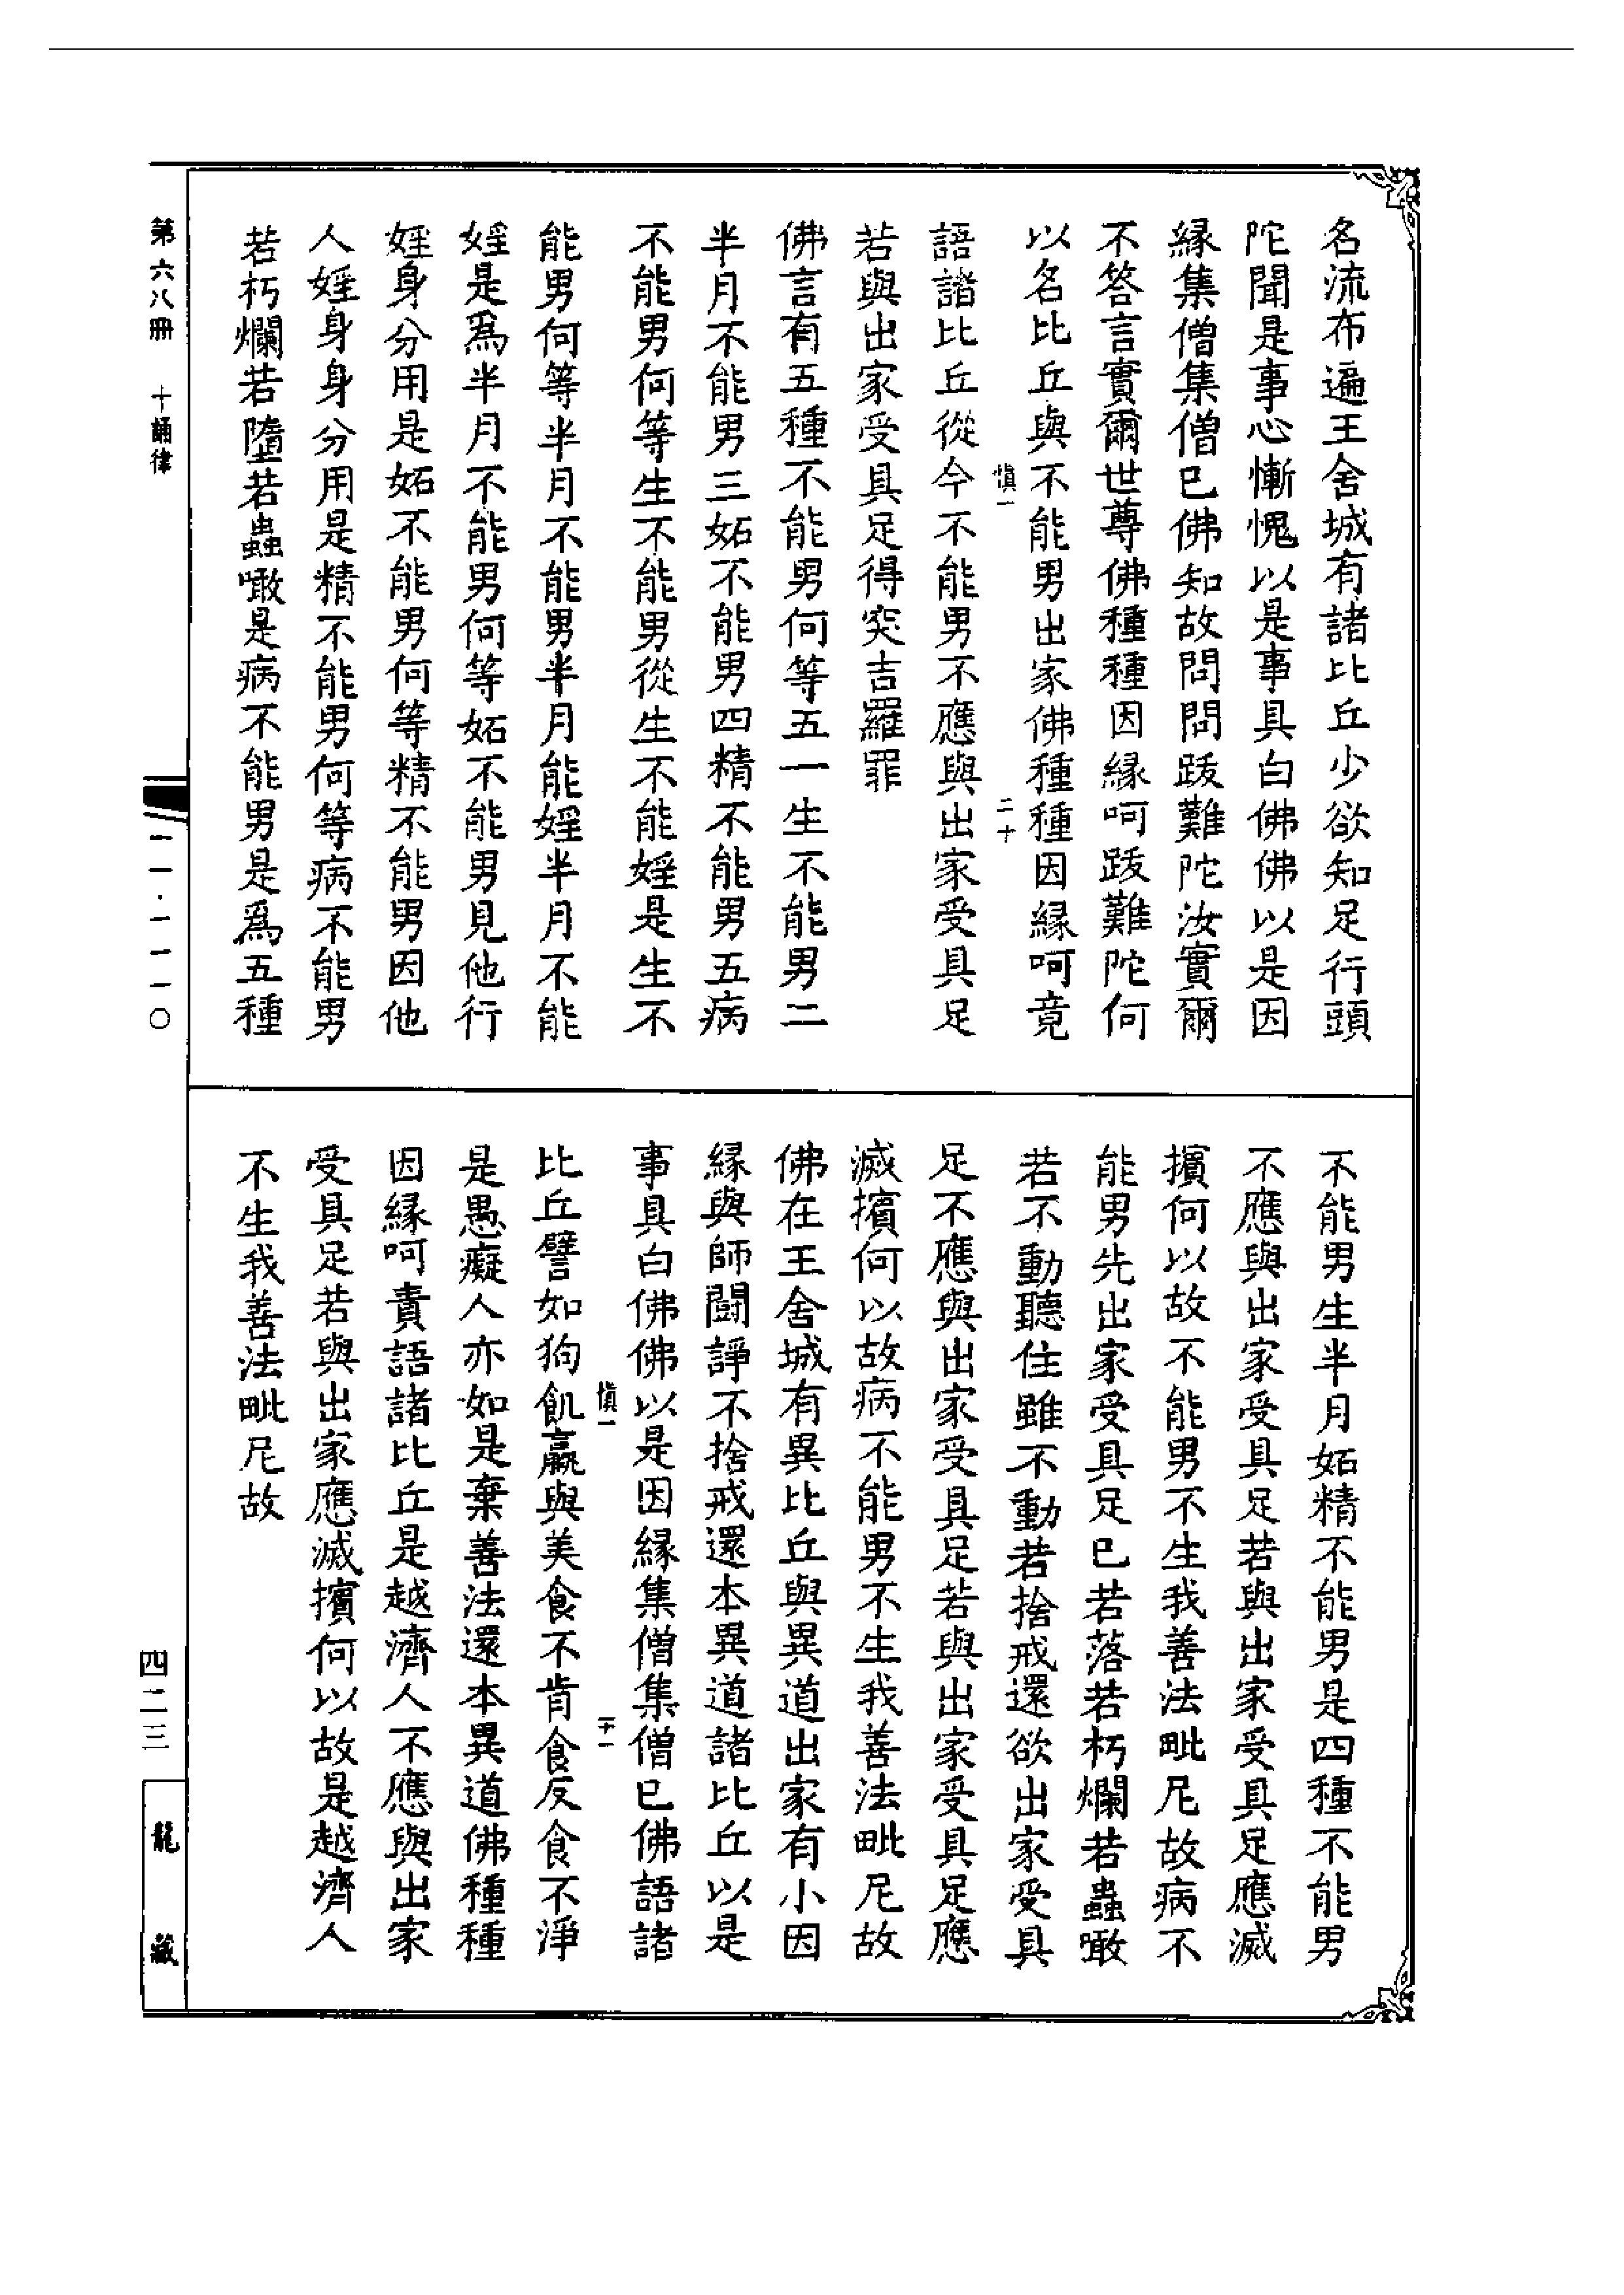 名流布遍王舍城有諸比丘少欲知足行頭
陀聞是事心慚愧以是事具白佛佛以是因
緣集僧集僧已佛知故問問跋難陀汝實爾
不答言實爾世尊佛種種因緣呵跋難陀何
以名比丘與不能男出家佛種種因緣呵竟
慎一
二十
語諸比丘從今不能男不應與出家受具足
若與出家受具足得突吉羅罪
佛言有五種不能男何等五一生不能男二
半月不能男三妬不能男四精不能男五病
不能男何等生不能男從生不能婬是生不
能男何等半月不能男半月能婬半月不能
婬是爲半月不能男何等妬不能男見他行
婬身分用是妬不能男何等精不能男因他
人婬身身分用是精不能男何等病不能男
若朽爛若墮若蟲噉是病不能男是爲五種
不能男生半月妬精不能男是四種不能男
不應與出家受具足若與出家受具足應滅
擯何以故不能男不生我善法毗尼故病不
能男先出家受具足已若落若朽爛若蟲噉
若不動聽住雖不動若捨戒還欲出家受具
足不應與出家受具足若與出家受具足應
滅擯何以故病不能男不生我善法毗尼故
佛在王舍城有異比丘與異道出家有小因
緣與師鬪諍不捨戒還本異道諸比丘以是
事具白佛佛以是因緣集僧集僧已佛語諸
慎一
二十一
比丘譬如狗飢羸與美食不肯食反食不淨
是愚癡人亦如是棄善法還本異道佛種種
因緣呵責語諸比丘是越濟人不應與出家
受具足若與出家應滅擯何以故是越濟人
不生我善法毗尼故
第六八冊 十誦律
一一·一一一〇
四二三
龍藏